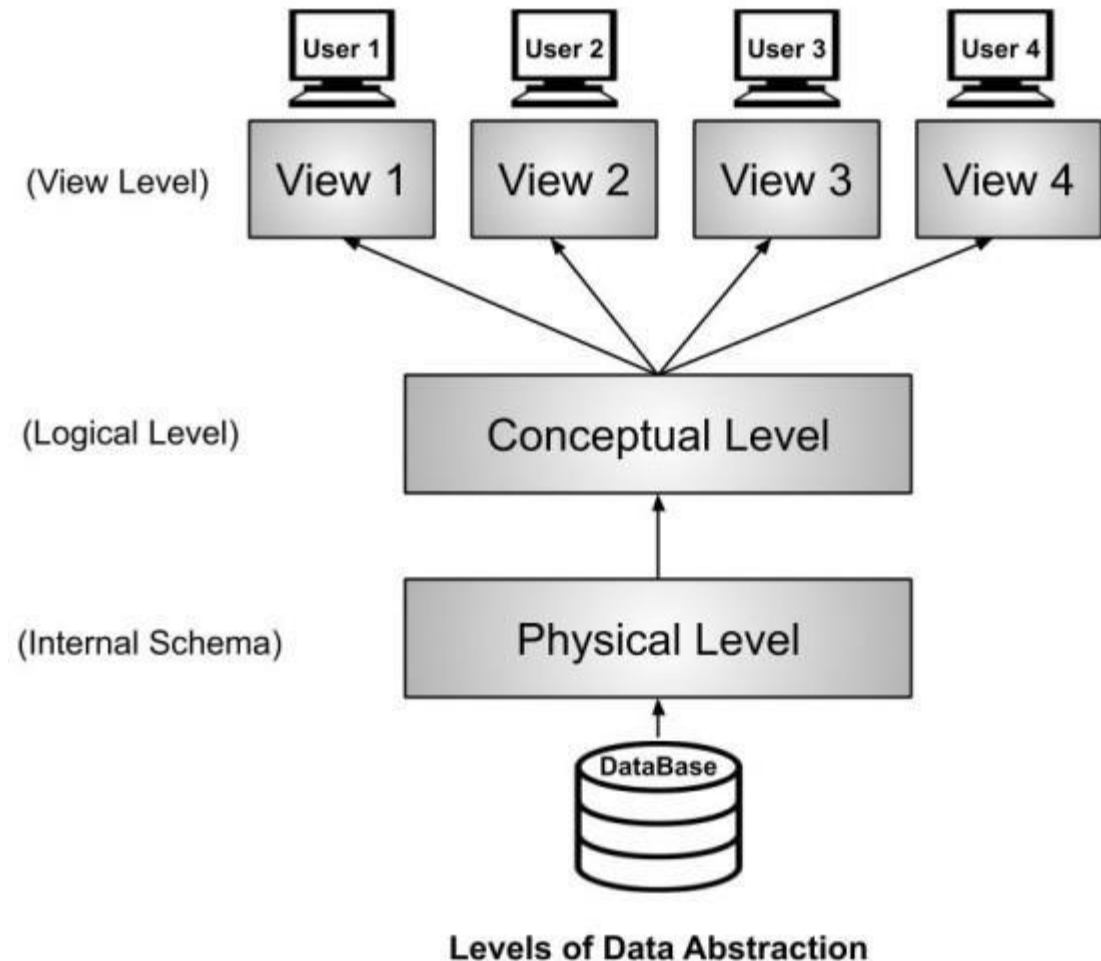 User 1
User 2
User 3
User 4
(View Level)
View 1
View 2
View 3
View 4
(Logical Level)
Conceptual Level
(Internal Schema)
Physical Level
DataBase
Levels of Data Abstraction